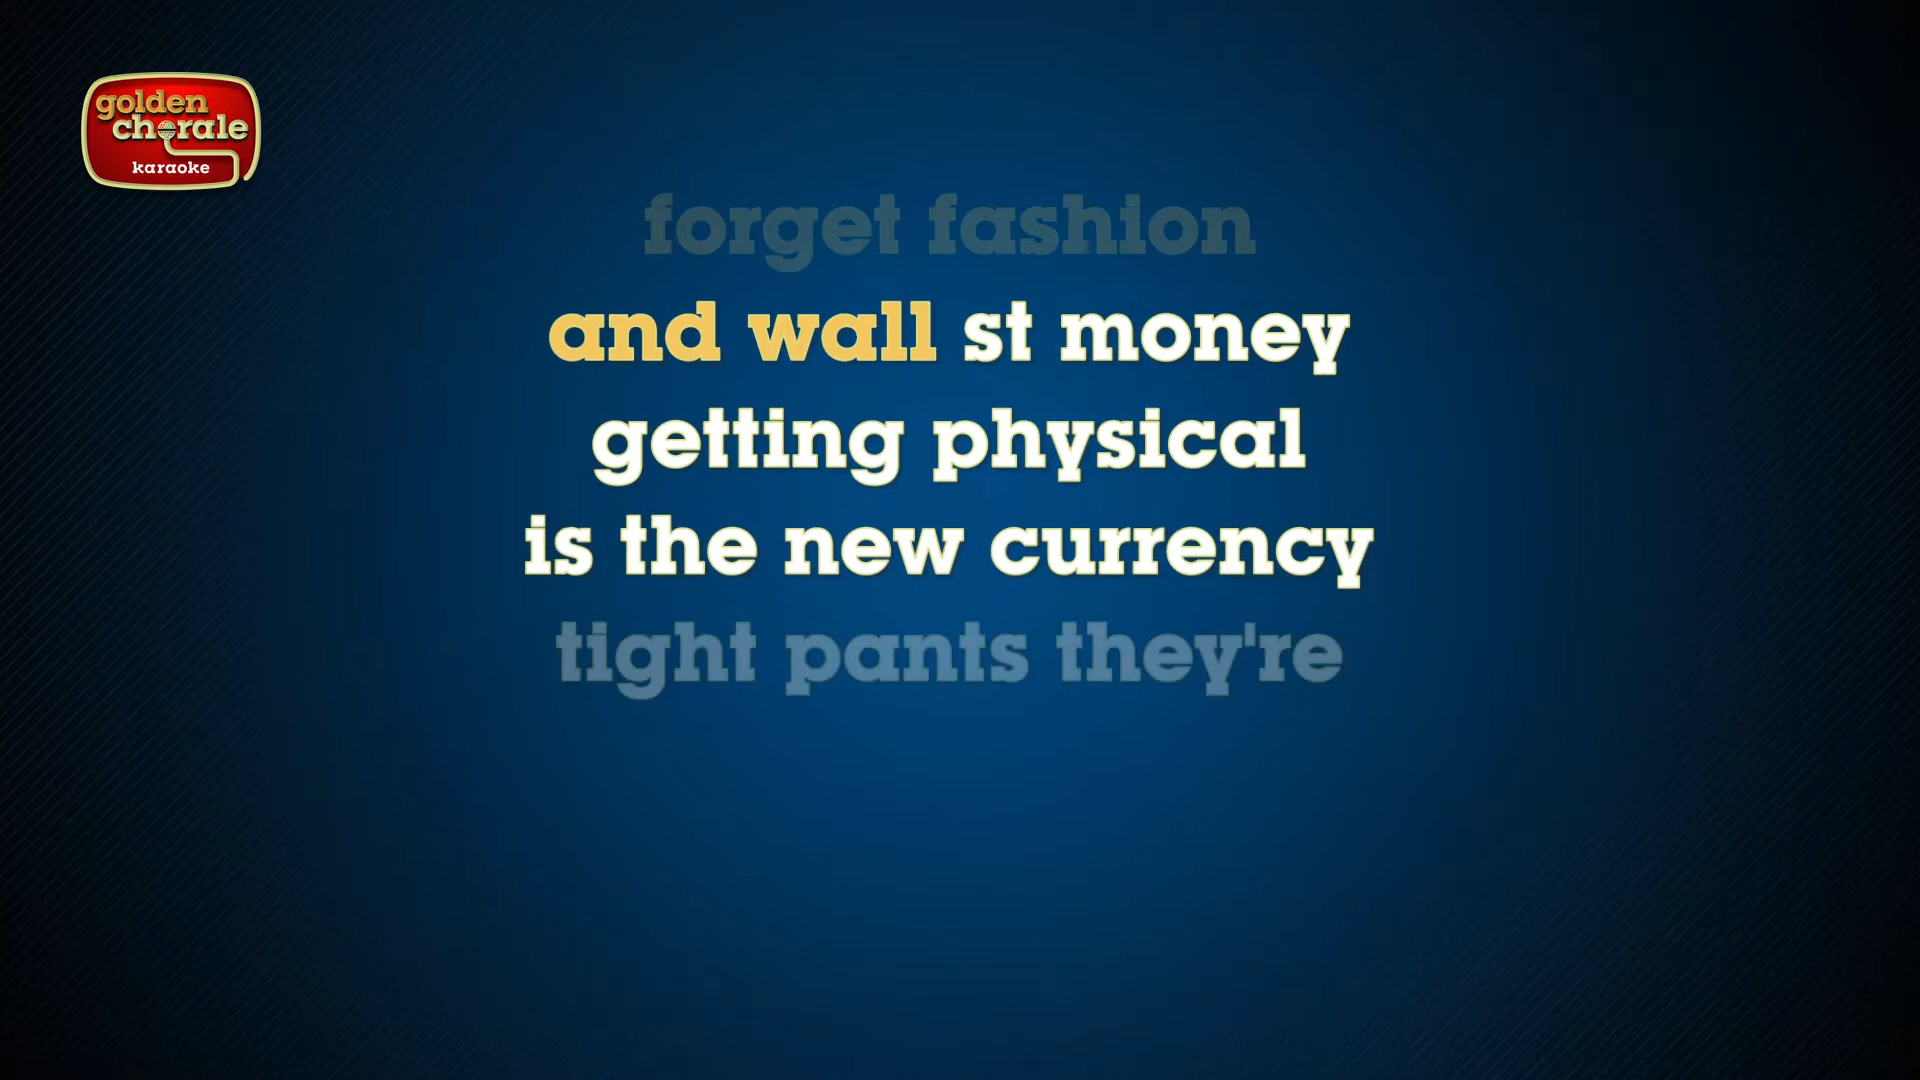 golden
chorale
karaoke
forget fashion
and wall st money
getting physical
is the new currency
tight pants they're